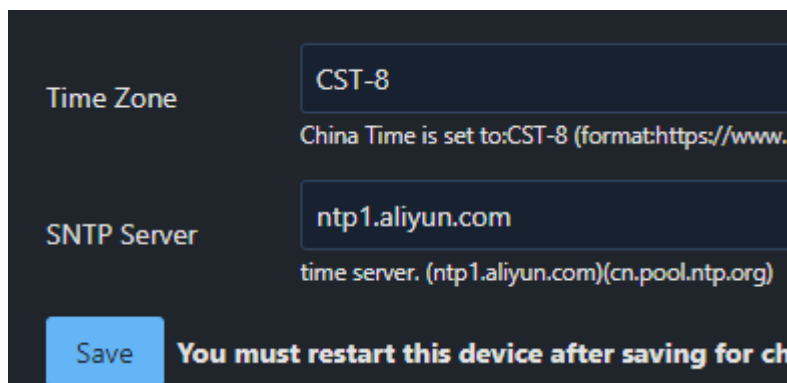 Time Zone
CST-8
China Time is set to:CST-8 (format:https://www.
SNTP Server
ntp1.aliyun.com
time server. (ntp1.aliyun.com)(cn.pool.ntp.org)
Save
You must restart this device after saving for ch